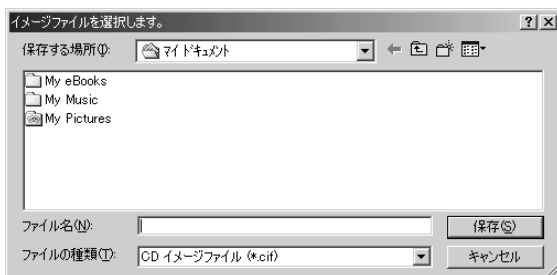 イメージファイルを選択します。
保存する場所(I): マイ ドキュメント
My eBooks
My Music
My Pictures
ファイル名(N): 保存(S)
ファイルの種類(T): CD イメージファイル (*.cif) キャンセル